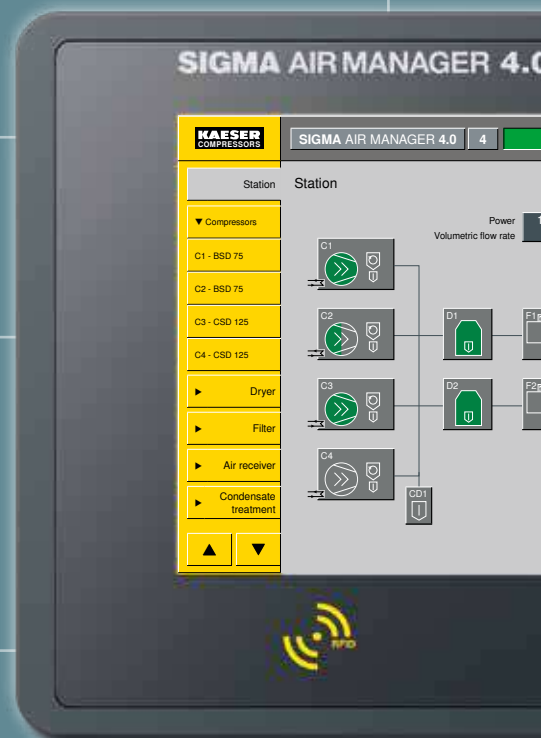 SIGMA AIR MANAGER 4.0
KAESER
COMPRESSORS
SIGMA AIR MANAGER 4.0 4
Station
Station
▼ Compressors
Power
Volumetric flow rate
C1 - BSD 75
C2 - BSD 75
C3 - CSD 125
C4 - CSD 125
► Dryer
► Filter
► Air receiver
► Condensate
treatment
▲ ▼
C1
C2
D1
F1
C3
D2
F2
C4
CD1
RFID